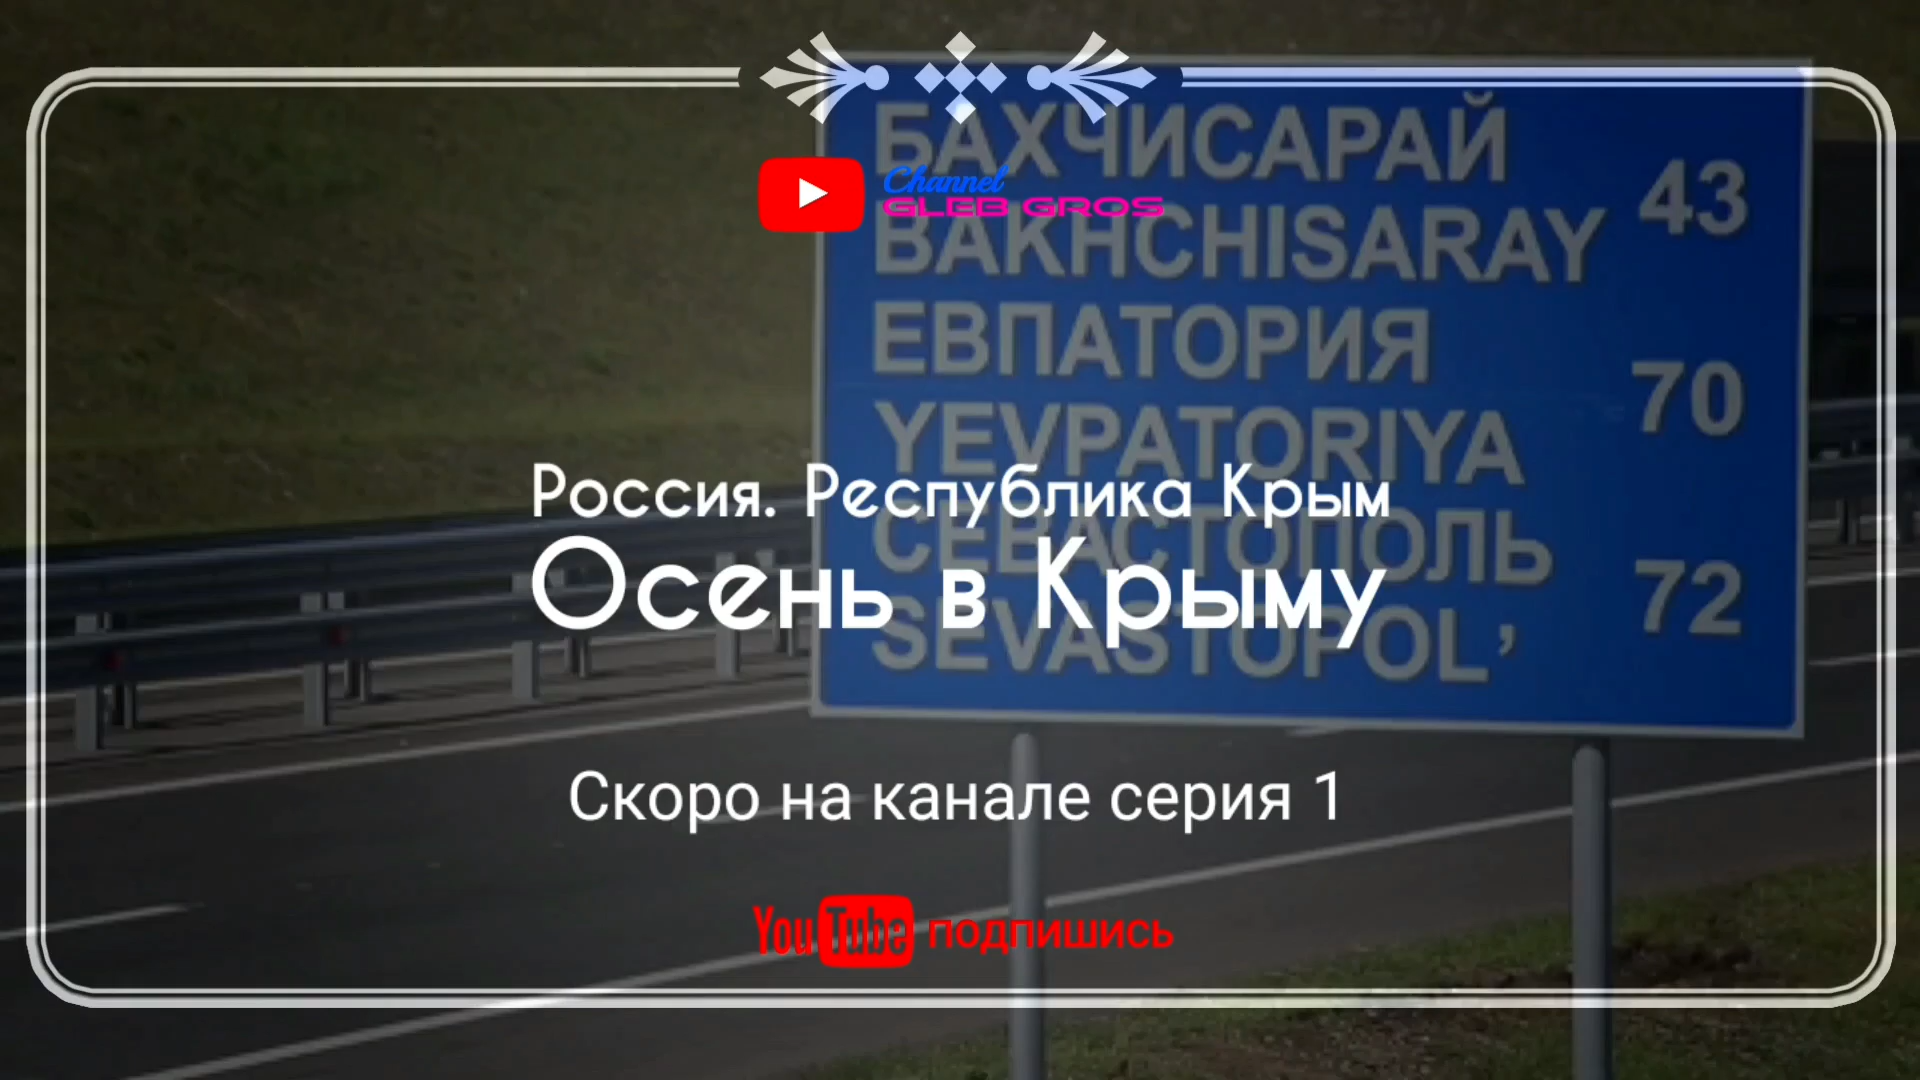 БАХЧИСАРАЙ 43
Channel
GLEB GROS
BAKHCHISARAY
ЕВПАТОРИЯ 70
YEVPATORIYA
Россия. Республика Крым
СЕВАСТОПОЛЬ 72
Осень в Крыму
SEVASTOPOL’
Скоро на канале серия 1
YouTube подпишись